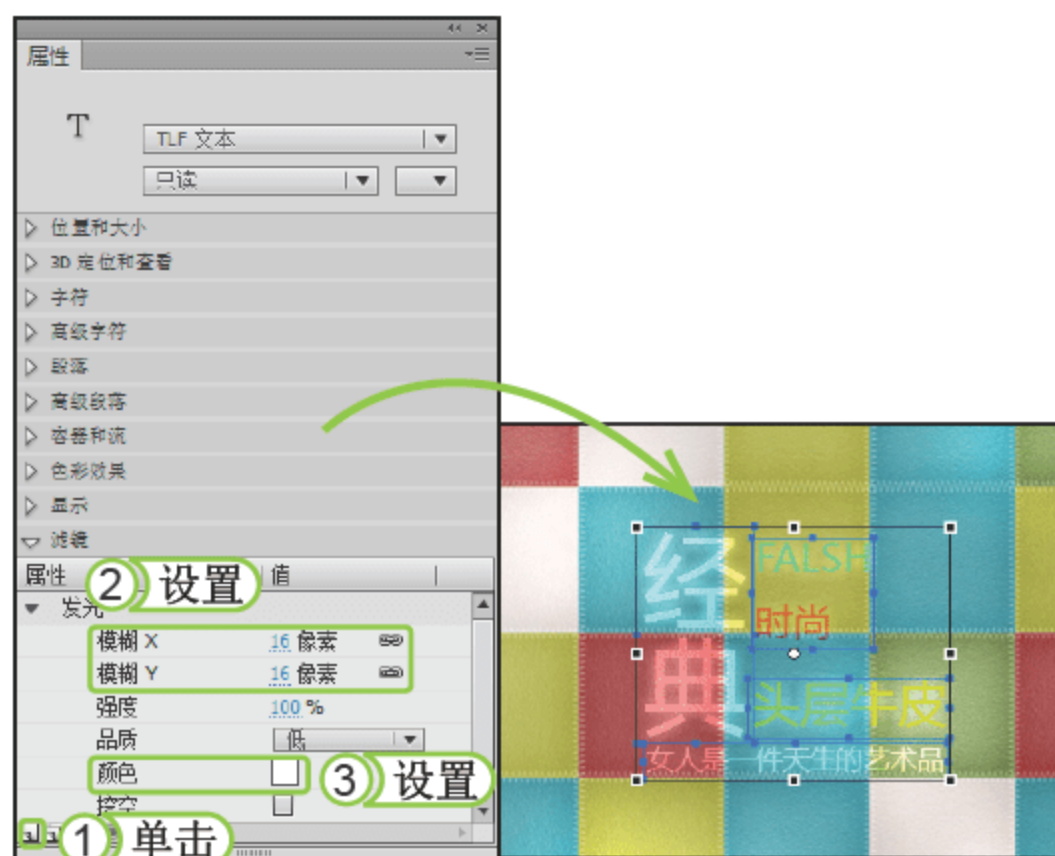 属性
T
TLF 文本
只读
位置和大小
3D 定位和查看
字符
高级字符
段落
高级段落
容器和流
色彩效果
显示
滤镜
属性 值
② 设置
发光
模糊 X 16 像素
模糊 Y 16 像素
强度 100 %
品质 低
颜色
③ 设置
挖空
① 单击
经
典
FALSH
时尚
头层牛皮
女人是一件天生的艺术品